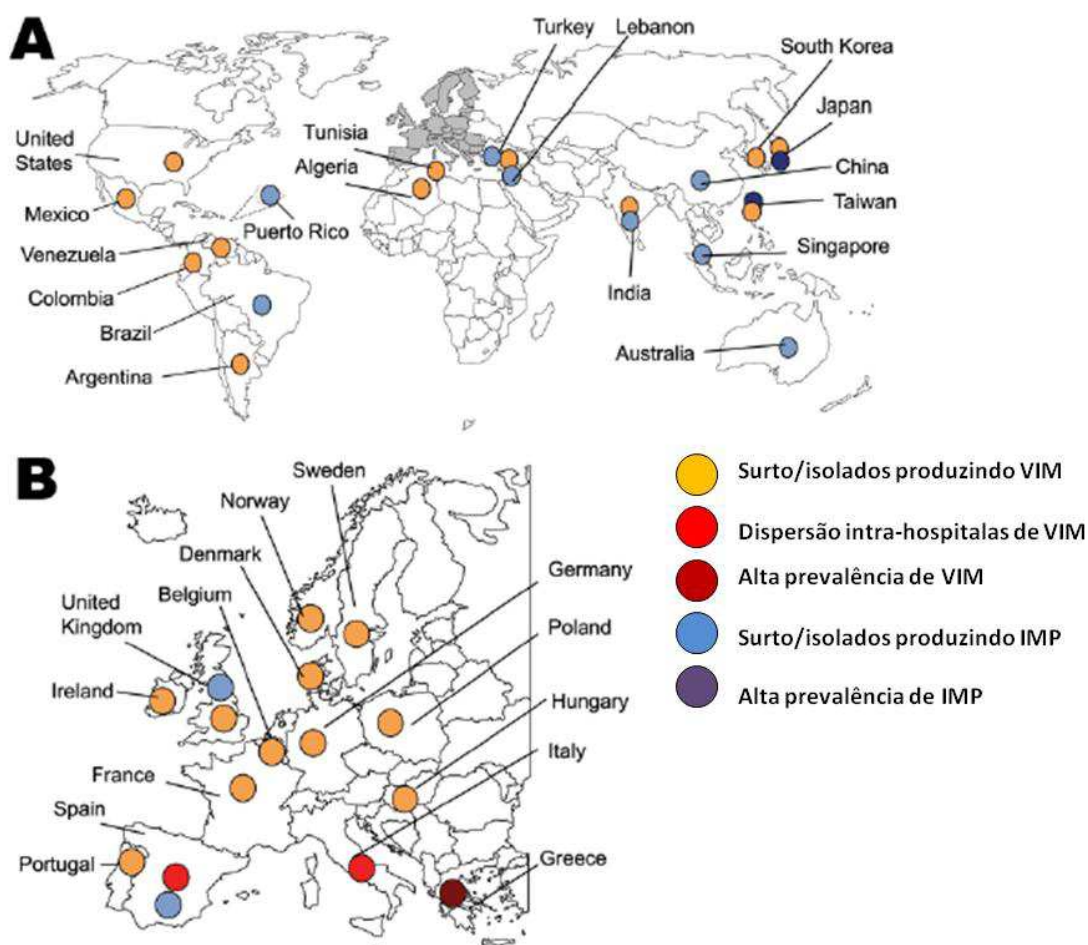 A
Turkey
Lebanon
South Korea
Japan
United
States
Tunisia
Algeria
China
Mexico
Puerto Rico
Taiwan
Venezuela
Singapore
Colombia
India
Brazil
Australia
Argentina
B
Sweden
Norway
Denmark
Germany
Belgium
United
Kingdom
Poland
Ireland
Hungary
Italy
France
Spain
Portugal
Greece
Surto/isolados produzindo VIM
Dispersão intra-hospitalas de VIM
Alta prevalência de VIM
Surto/isolados produzindo IMP
Alta prevalência de IMP